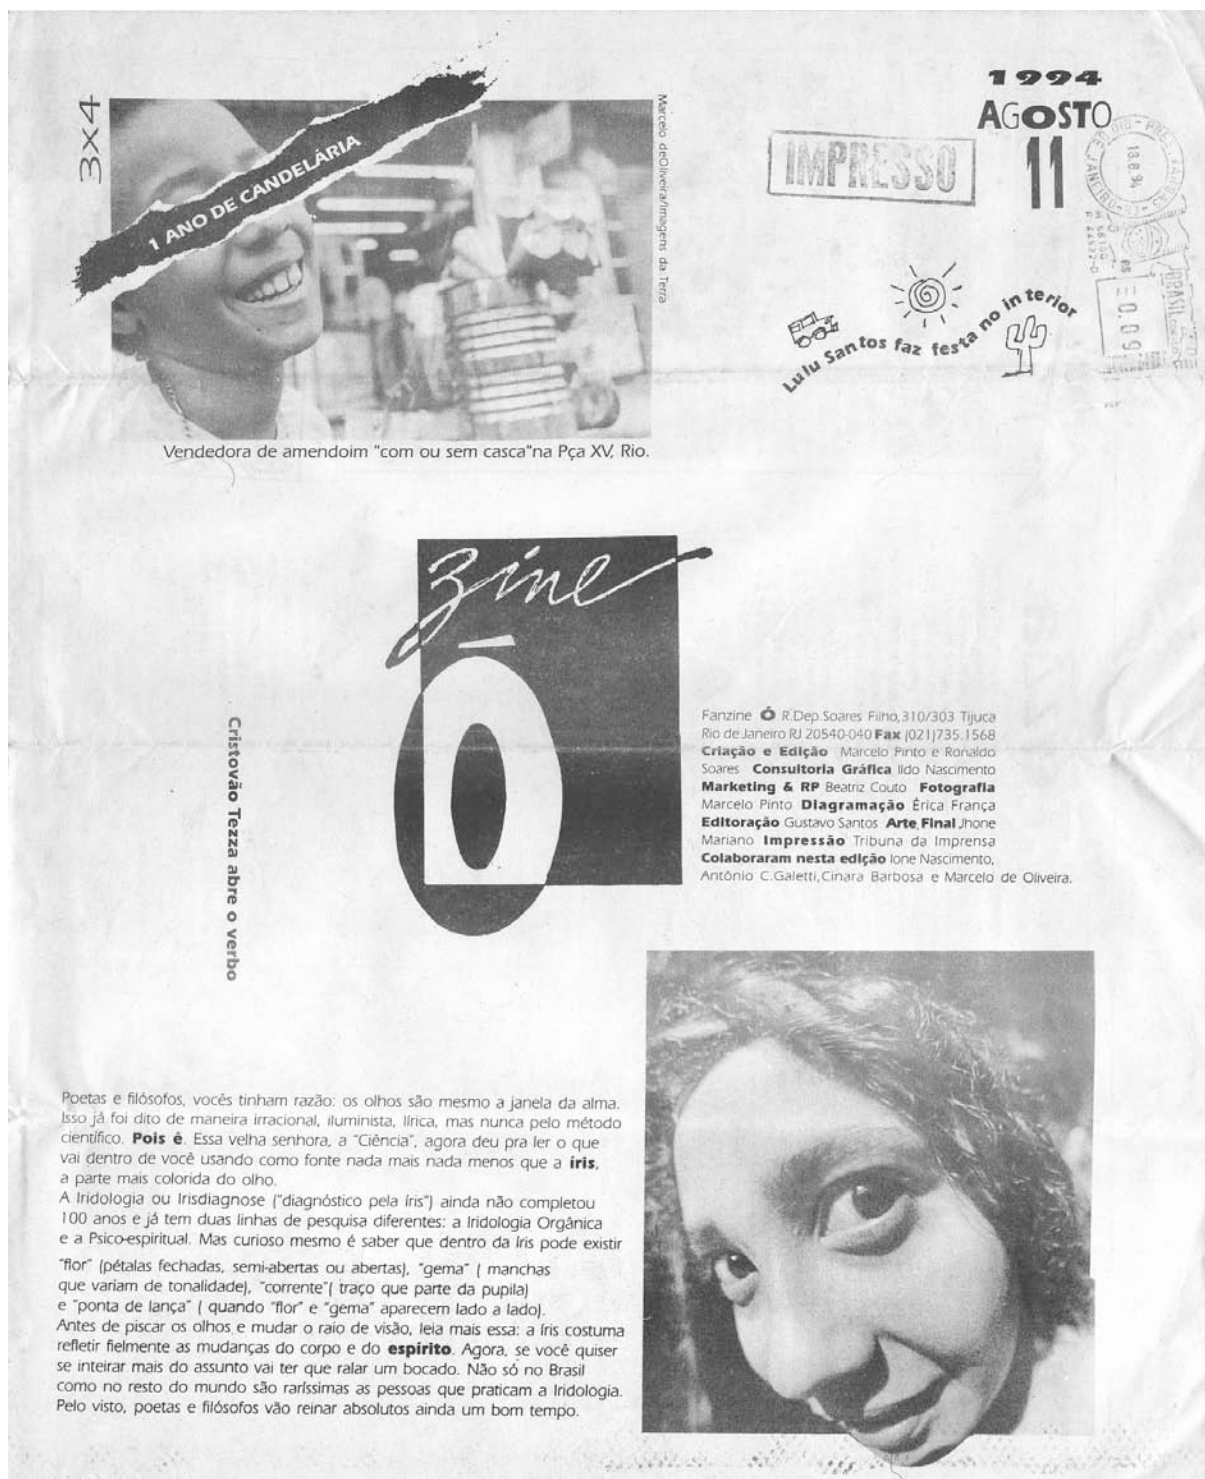 3x4
1 ANO DE CANDELÁRIA
Marcelo deOliveira/Imagens da Terra
Vendedora de amendoim "com ou sem casca"na Pça XV, Rio.
1994
AGOSTO
11
IMPRESSO
18.8.94
BRASIL
Lulu Santos faz festa no in terior
zine
Ó
Cristovão Tezza abre o verbo
Fanzine Ó R.Dep.Soares Filho,310/303 Tijuca
Rio de Janeiro RJ 20540-040 Fax (021)735.1568
Criação e Edição Marcelo Pinto e Ronaldo
Soares Consultoria Gráfica Ildo Nascimento
Marketing & RP Beatriz Couto Fotografia
Marcelo Pinto Diagramação Érica França
Editoração Gustavo Santos Arte Final Jhone
Mariano Impressão Tribuna da Imprensa
Colaboraram nesta edição Ione Nascimento,
Antônio C.Galetti,Cinara Barbosa e Marcelo de Oliveira.
Poetas e filósofos, vocês tinham razão: os olhos são mesmo a janela da alma.
Isso já foi dito de maneira irracional, iluminista, lírica, mas nunca pelo método
científico. Pois é. Essa velha senhora, a "Ciência", agora deu pra ler o que
vai dentro de você usando como fonte nada mais nada menos que a íris,
a parte mais colorida do olho.
A Iridologia ou Irisdiagnose ("diagnóstico pela íris") ainda não completou
100 anos e já tem duas linhas de pesquisa diferentes: a Iridologia Orgânica
e a Psico-espiritual. Mas curioso mesmo é saber que dentro da íris pode existir
"flor" (pétalas fechadas, semi-abertas ou abertas), "gema" ( manchas
que variam de tonalidade), "corrente"( traço que parte da pupila)
e "ponta de lança" ( quando "flor" e "gema" aparecem lado a lado).
Antes de piscar os olhos e mudar o raio de visão, leia mais essa: a íris costuma
refletir fielmente as mudanças do corpo e do espírito. Agora, se você quiser
se inteirar mais do assunto vai ter que ralar um bocado. Não só no Brasil
como no resto do mundo são raríssimas as pessoas que praticam a Iridologia.
Pelo visto, poetas e filósofos vão reinar absolutos ainda um bom tempo.